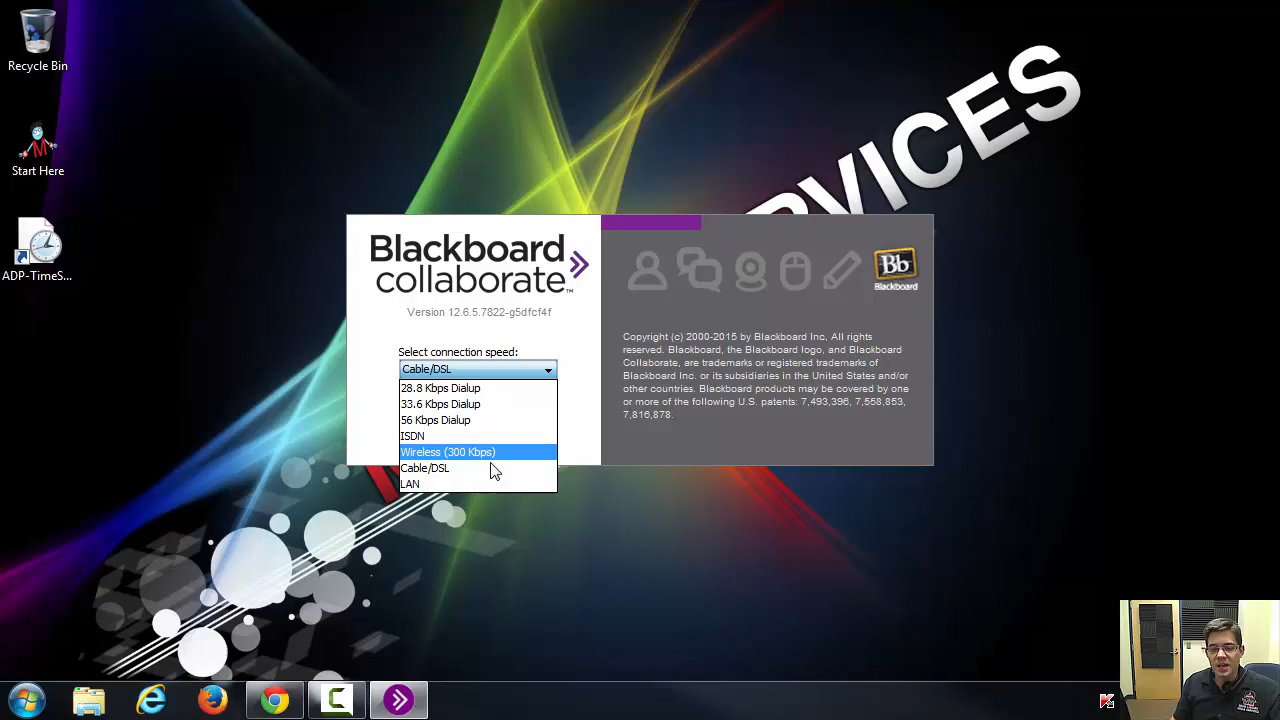 Recycle Bin
Start Here
ADP-TimeS...
Blackboard
collaborate™
Version 12.6.5.7822-g5dfcf4f
Select connection speed:
Cable/DSL
28.8 Kbps Dialup
33.6 Kbps Dialup
56 Kbps Dialup
ISDN
Wireless (300 Kbps)
Cable/DSL
LAN
Bb
Blackboard
Copyright (c) 2000-2015 by Blackboard Inc. All rights
reserved. Blackboard, the Blackboard logo, and Blackboard
Collaborate, are trademarks or registered trademarks of
Blackboard Inc. or its subsidiaries in the United States and/or
other countries. Blackboard products may be covered by one
or more of the following U.S. patents: 7,493,396, 7,558,853,
7,816,878.
RVICES